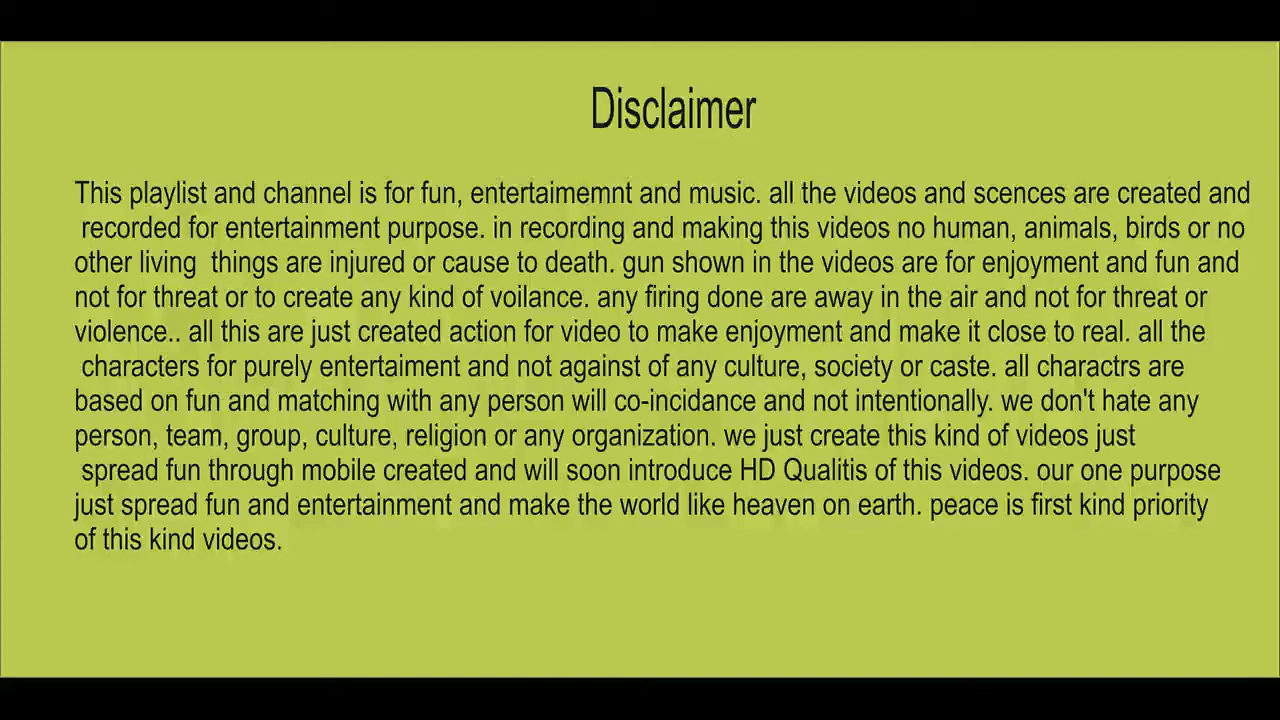 Disclaimer
This playlist and channel is for fun, entertaimemnt and music. all the videos and scences are created and
recorded for entertainment purpose. in recording and making this videos no human, animals, birds or no
other living  things are injured or cause to death. gun shown in the videos are for enjoyment and fun and
not for threat or to create any kind of voilance. any firing done are away in the air and not for threat or
violence.. all this are just created action for video to make enjoyment and make it close to real. all the
characters for purely entertaiment and not against of any culture, society or caste. all charactrs are
based on fun and matching with any person will co-incidance and not intentionally. we don't hate any
person, team, group, culture, religion or any organization. we just create this kind of videos just
spread fun through mobile created and will soon introduce HD Qualitis of this videos. our one purpose
just spread fun and entertainment and make the world like heaven on earth. peace is first kind priority
of this kind videos.